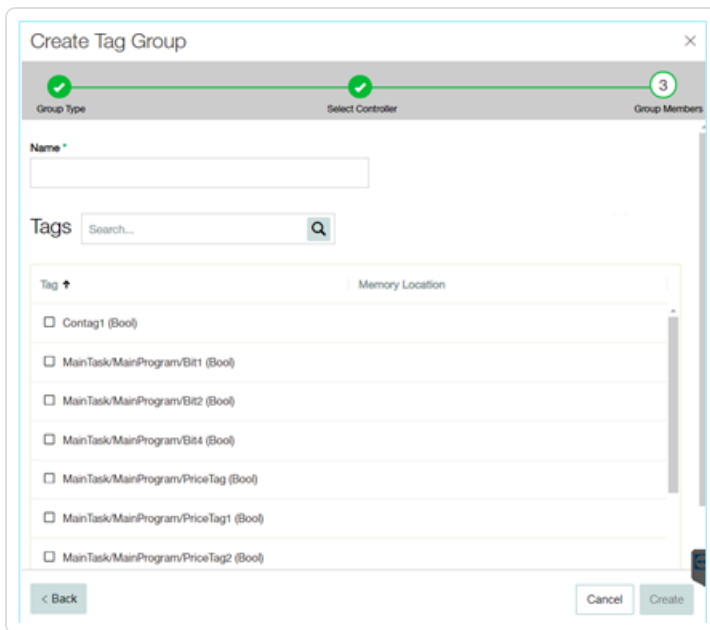 Create Tag Group
3
Group Type Select Controller Group Members
Name *
Tags Search...
Tag Memory Location
Contag1 (Bool)
MainTask/MainProgram/Bit1 (Bool)
MainTask/MainProgram/Bit2 (Bool)
MainTask/MainProgram/Bit4 (Bool)
MainTask/MainProgram/PriceTag (Bool)
MainTask/MainProgram/PriceTag1 (Bool)
MainTask/MainProgram/PriceTag2 (Bool)
< Back Cancel Create